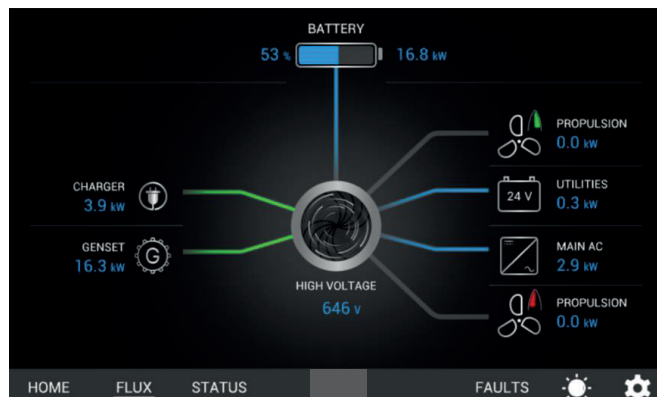 BATTERY
53 % 16.8 kW
PROPULSION
0.0 kW
CHARGER
3.9 kW
UTILITIES
24 V
0.3 kW
GENSET
G
16.3 kW
MAIN AC
2.9 kW
HIGH VOLTAGE
646 V
PROPULSION
0.0 kW
HOME FLUX STATUS FAULTS